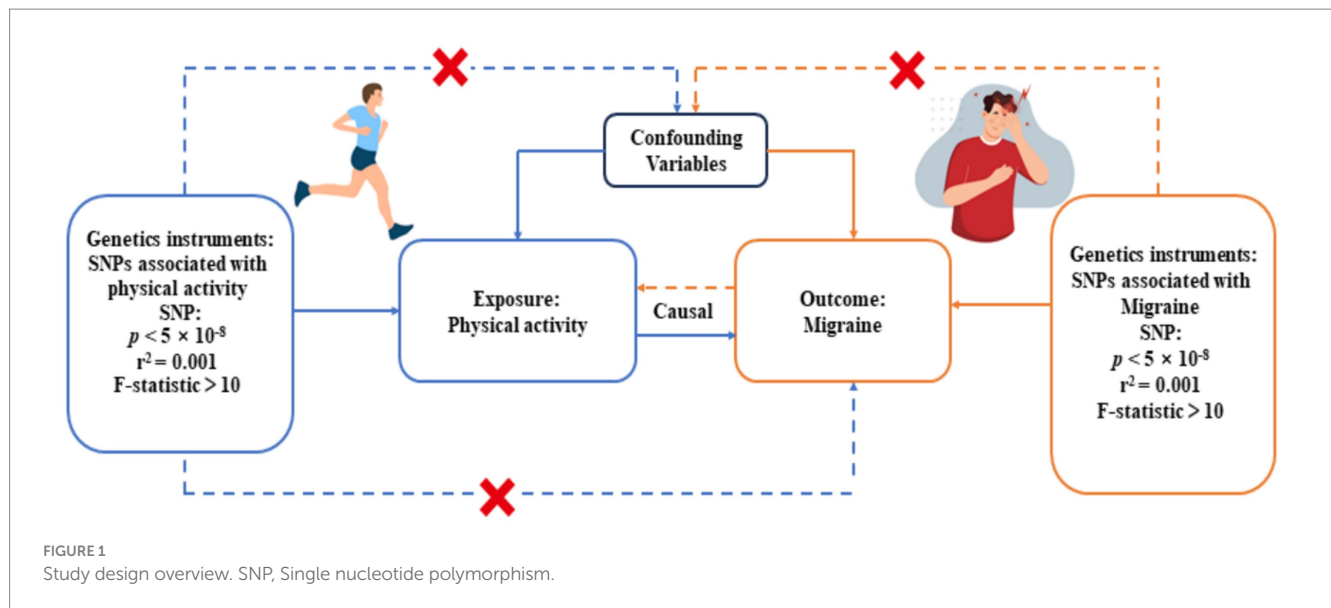 Confounding
Variables
Genetics instruments:
SNPs associated with
physical activity
SNP:
p < 5 × 10⁻⁸
r² = 0.001
F-statistic > 10
Exposure:
Physical activity
Causal
Outcome:
Migraine
Genetics instruments:
SNPs associated with
Migraine
SNP:
p < 5 × 10⁻⁸
r² = 0.001
F-statistic > 10
FIGURE 1
Study design overview. SNP, Single nucleotide polymorphism.